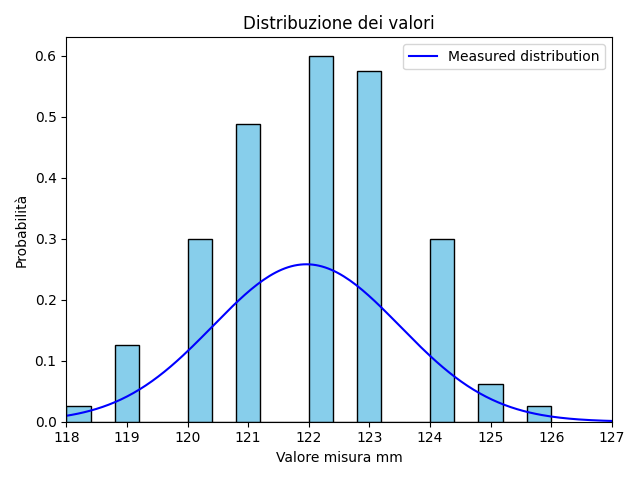 Distribuzione dei valori
Measured distribution
Probabilità
0.6
0.5
0.4
0.3
0.2
0.1
0.0
118 119 120 121 122 123 124 125 126 127
Valore misura mm